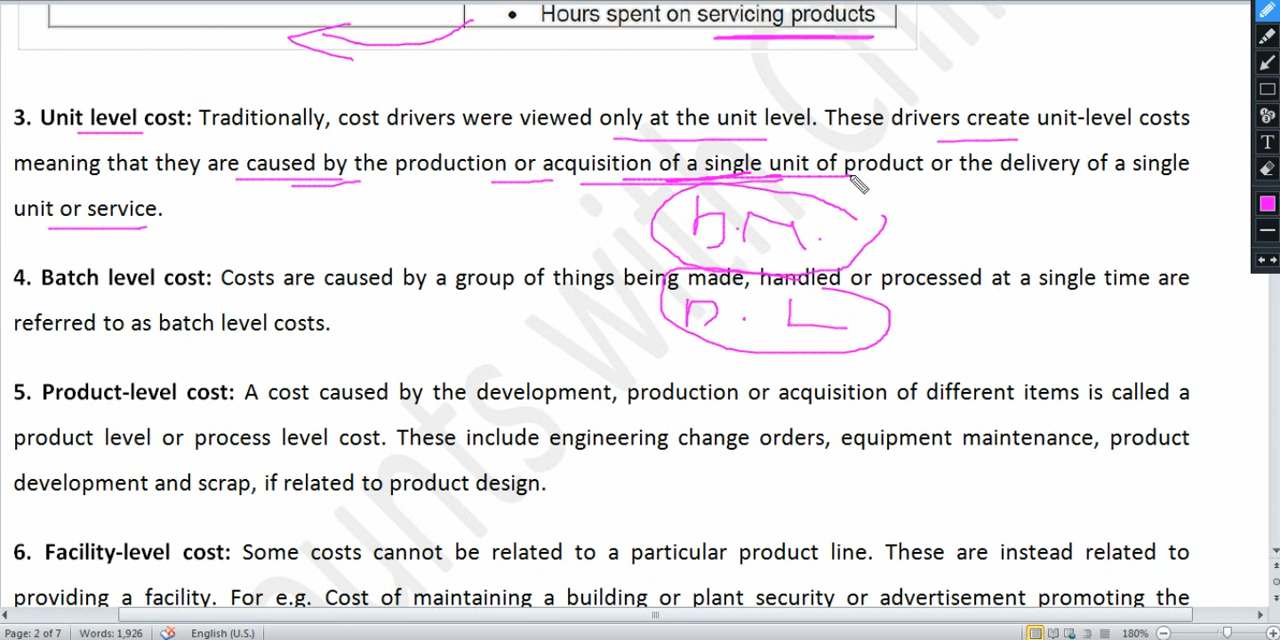 • Hours spent on servicing products
3. Unit level cost: Traditionally, cost drivers were viewed only at the unit level. These drivers create unit-level costs
meaning that they are caused by the production or acquisition of a single unit of product or the delivery of a single
unit or service.
D.M.
4. Batch level cost: Costs are caused by a group of things being made, handled or processed at a single time are
referred to as batch level costs.
D.L
5. Product-level cost: A cost caused by the development, production or acquisition of different items is called a
product level or process level cost. These include engineering change orders, equipment maintenance, product
development and scrap, if related to product design.
6. Facility-level cost: Some costs cannot be related to a particular product line. These are instead related to
providing a facility. For e.g. Cost of maintaining a building or plant security or advertisement promoting the
Page: 2 of 7 Words: 1,926 English (U.S.) 180%